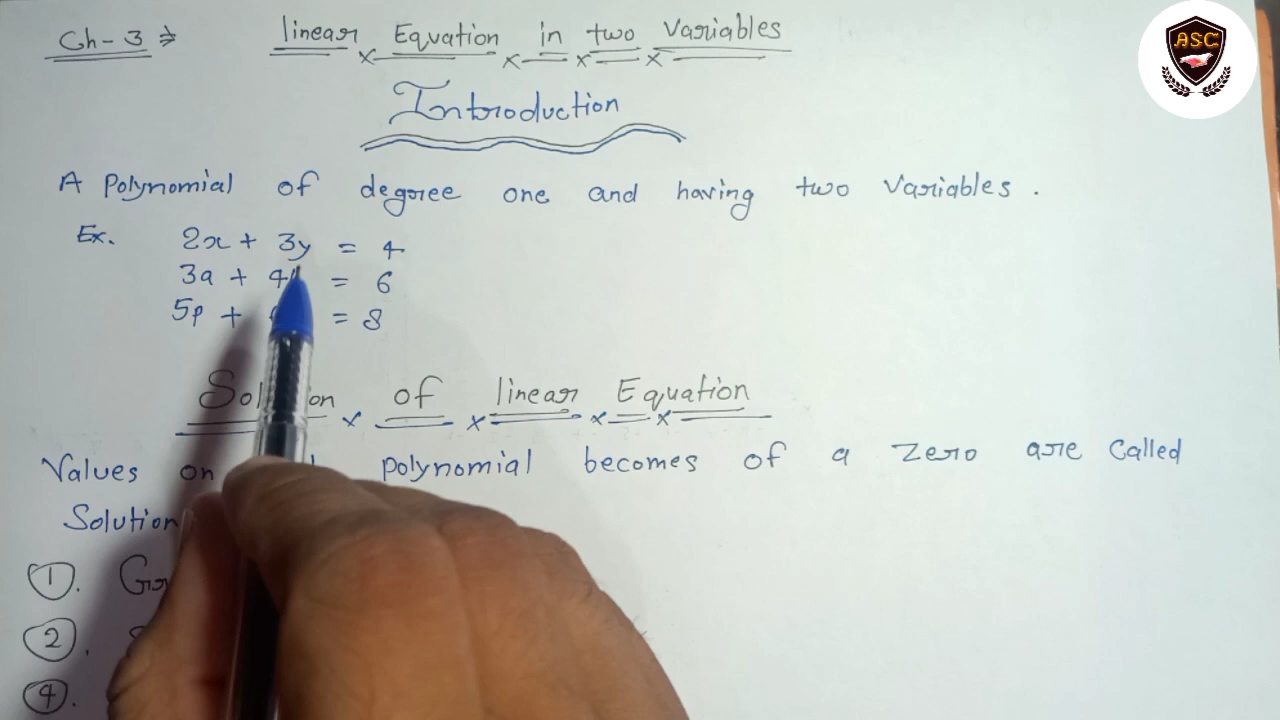 Ch-3 ⇒ linear Equation in two Variables
ASC
Introduction
A Polynomial of degree one and having two Variables.
Ex. 2x + 3y = 4
3a + 4 = 6
5p + = 8
of linear Equation
Values on polynomial becomes of a zero are called
Solution
1.
2.
4.